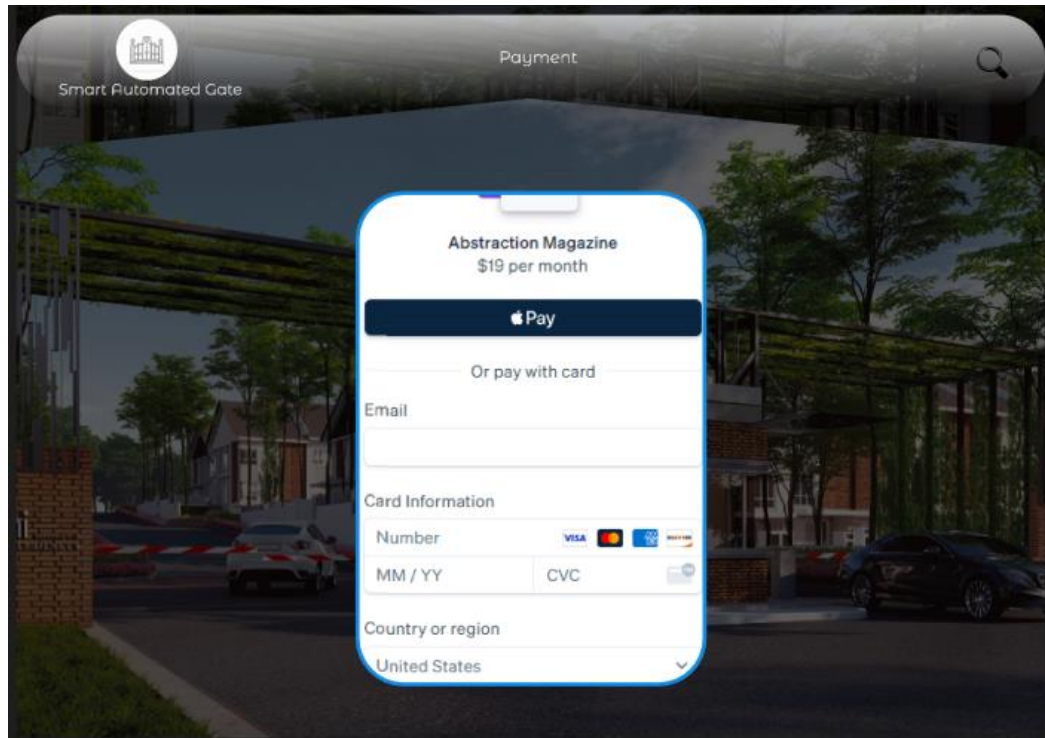 Payment
Smart Automated Gate
Abstraction Magazine
$19 per month
Pay
Or pay with card
Email
Card Information
Number VISA
MM / YY CVC
Country or region
United States